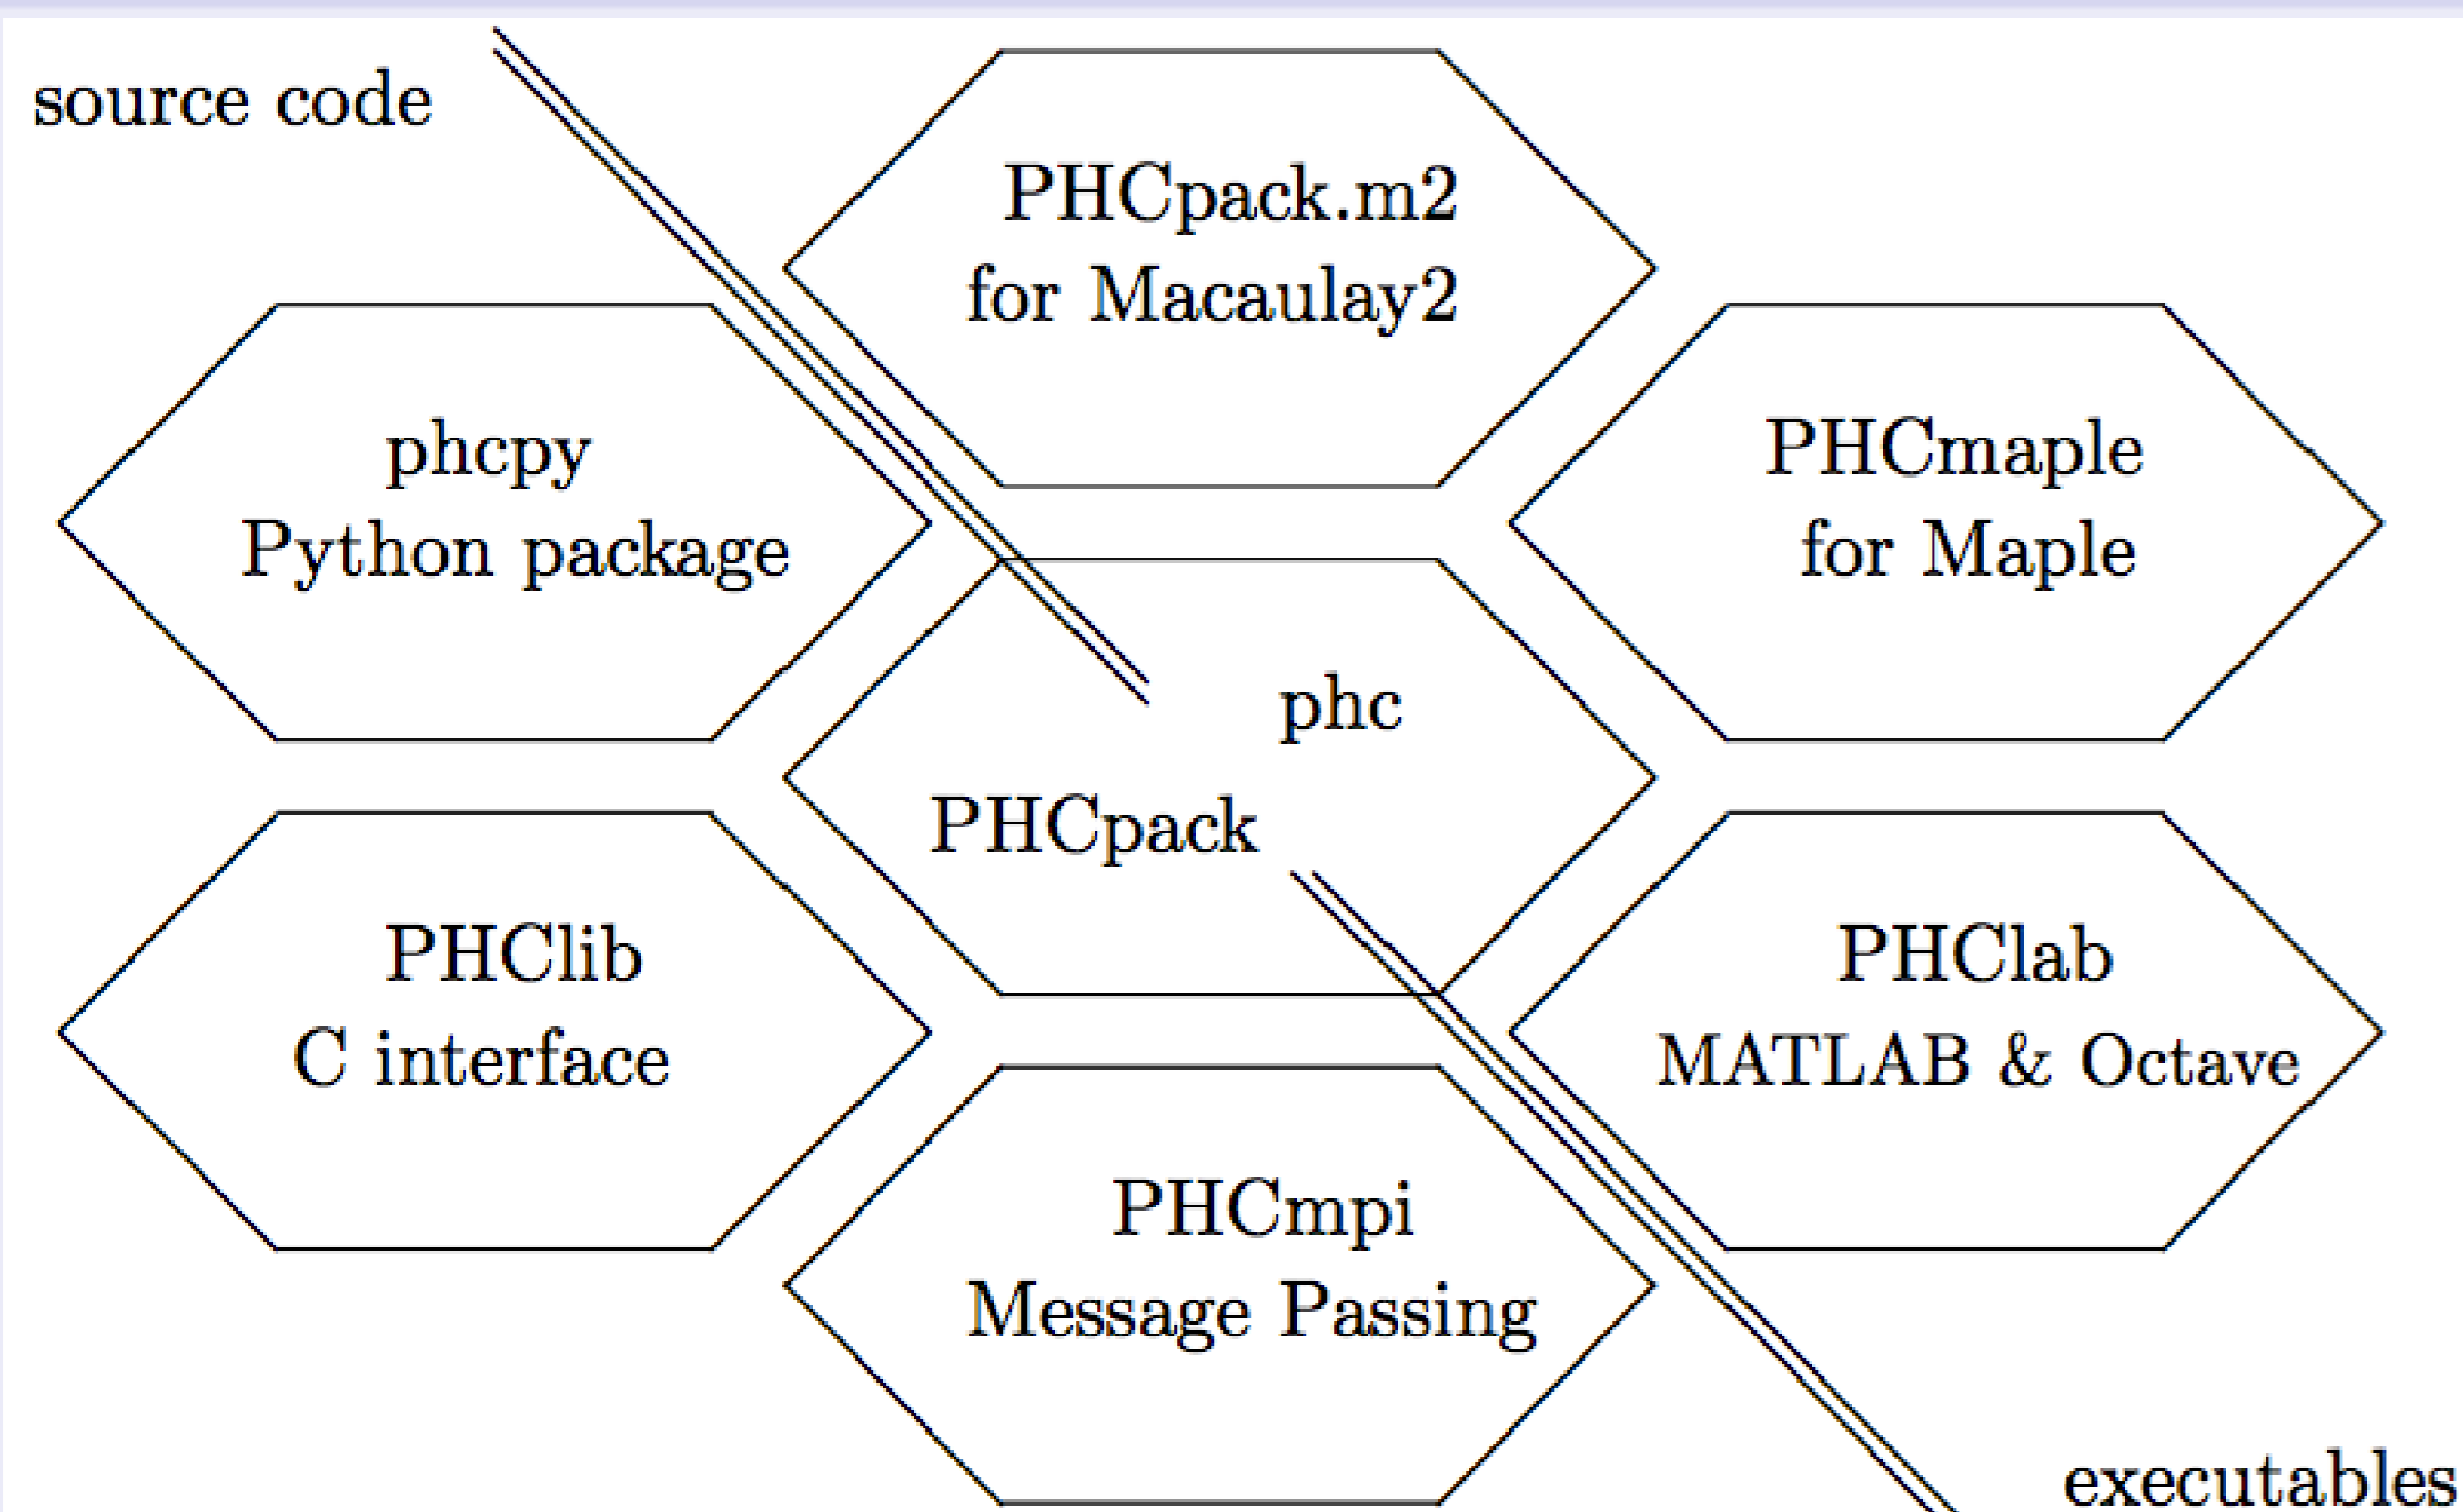 source code
PHCpack.m2
for Macaulay2
phcpy
Python package
PHCmaple
for Maple
phc
PHCpack
PHClib
C interface
PHClab
MATLAB & Octave
PHCmpi
Message Passing
executables